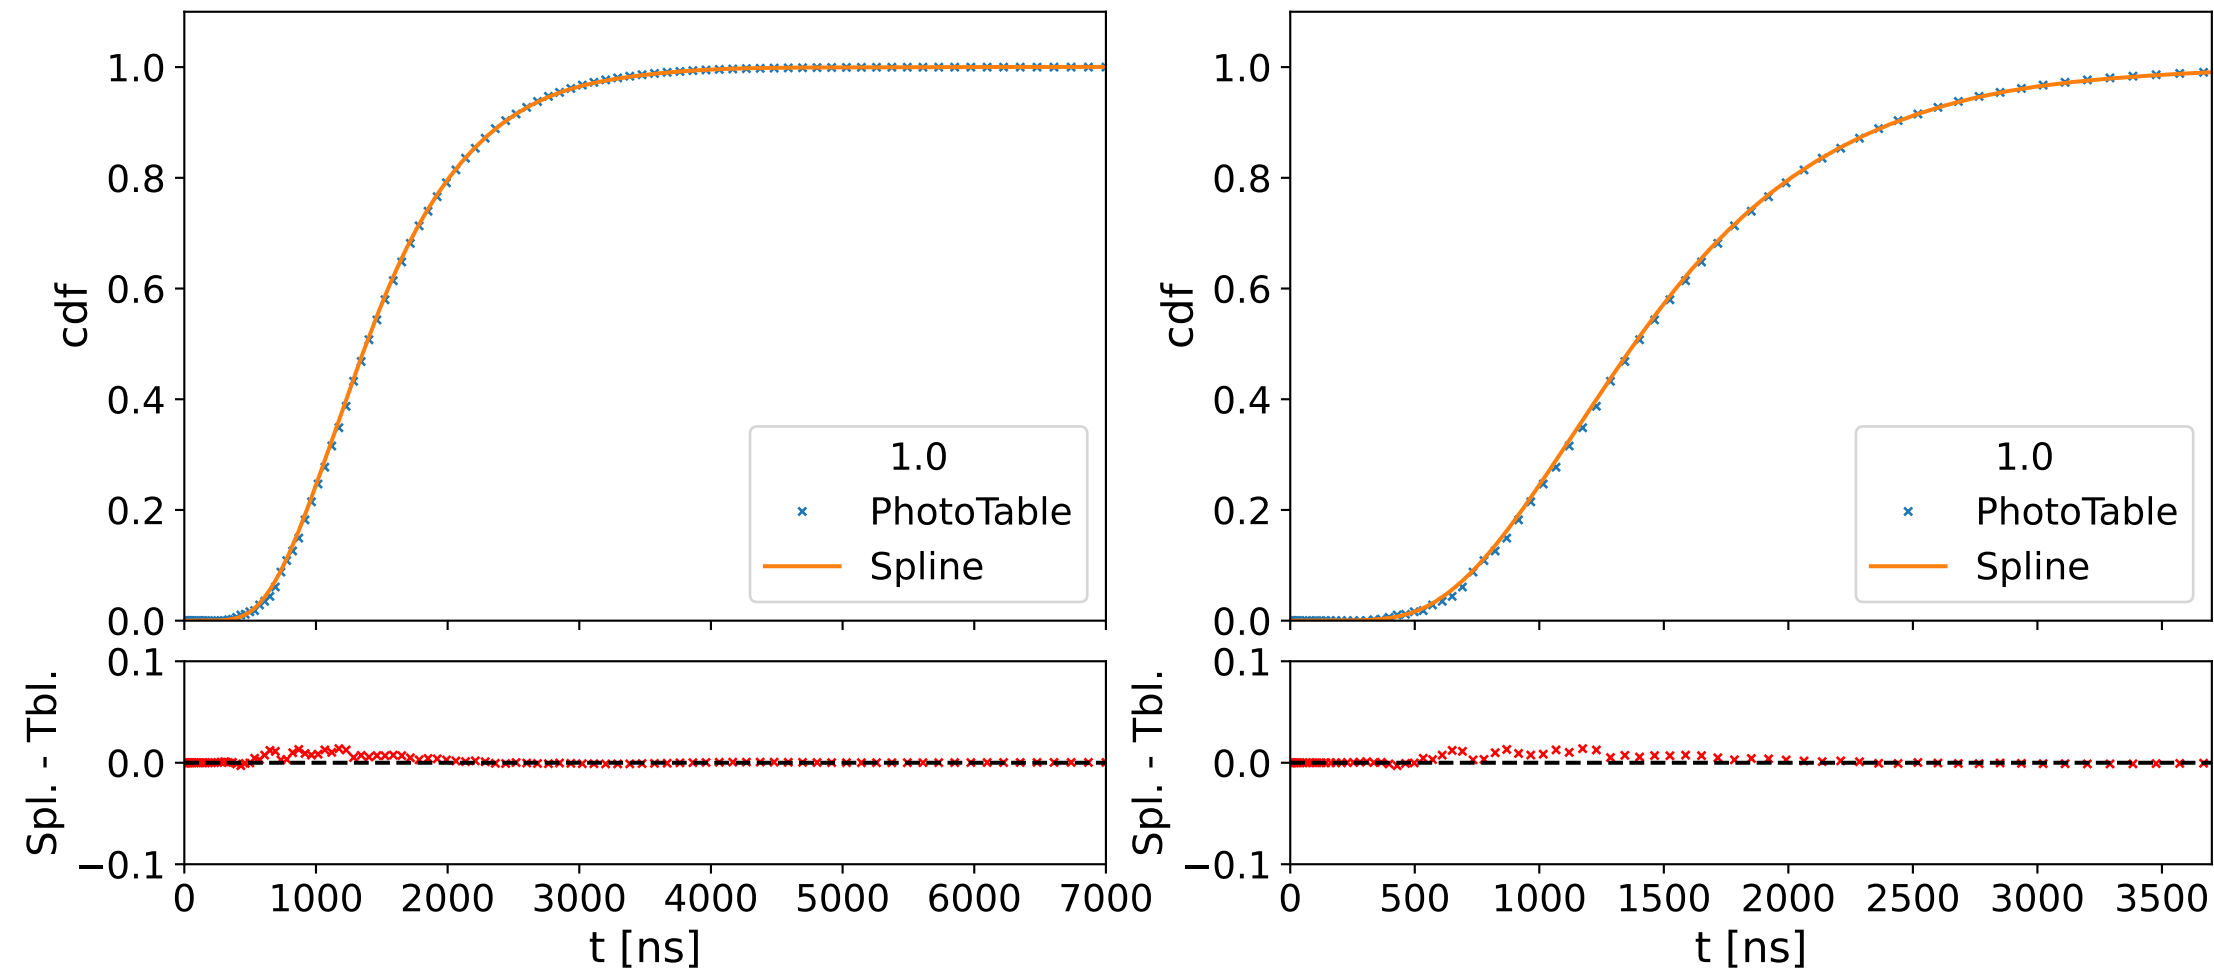 cdf
1.0
0.8
0.6
0.4
0.2
0.0
1.0
PhotoTable
Spline
Spl. - Tbl.
0.1
0.0
−0.1
0 1000 2000 3000 4000 5000 6000 7000
t [ns]
cdf
1.0
0.8
0.6
0.4
0.2
0.0
1.0
PhotoTable
Spline
Spl. - Tbl.
0.1
0.0
−0.1
0 500 1000 1500 2000 2500 3000 3500
t [ns]